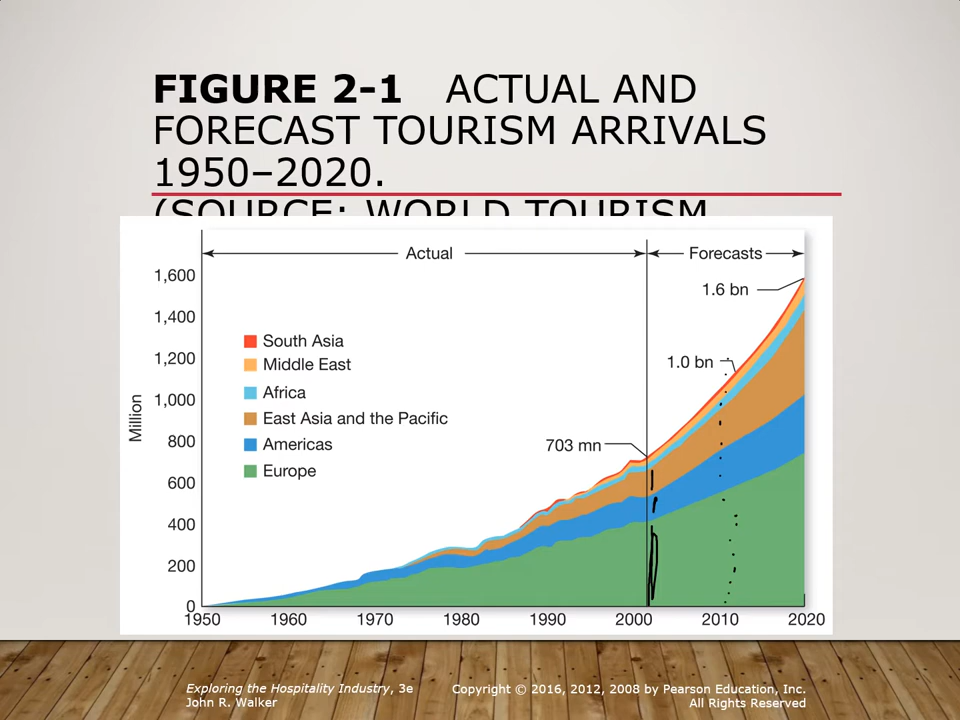 FIGURE 2-1 ACTUAL AND
FORECAST TOURISM ARRIVALS
1950–2020.
(SOURCE: WORLD TOURISM
Actual
Forecasts
1,600
1.6 bn
1,400
South Asia
1,200
1.0 bn
Middle East
Africa
1,000
East Asia and the Pacific
Million
800
Americas
703 mn
Europe
600
400
200
0
1950 1960 1970 1980 1990 2000 2010 2020
Exploring the Hospitality Industry, 3e
John R. Walker
Copyright © 2016, 2012, 2008 by Pearson Education, Inc.
All Rights Reserved